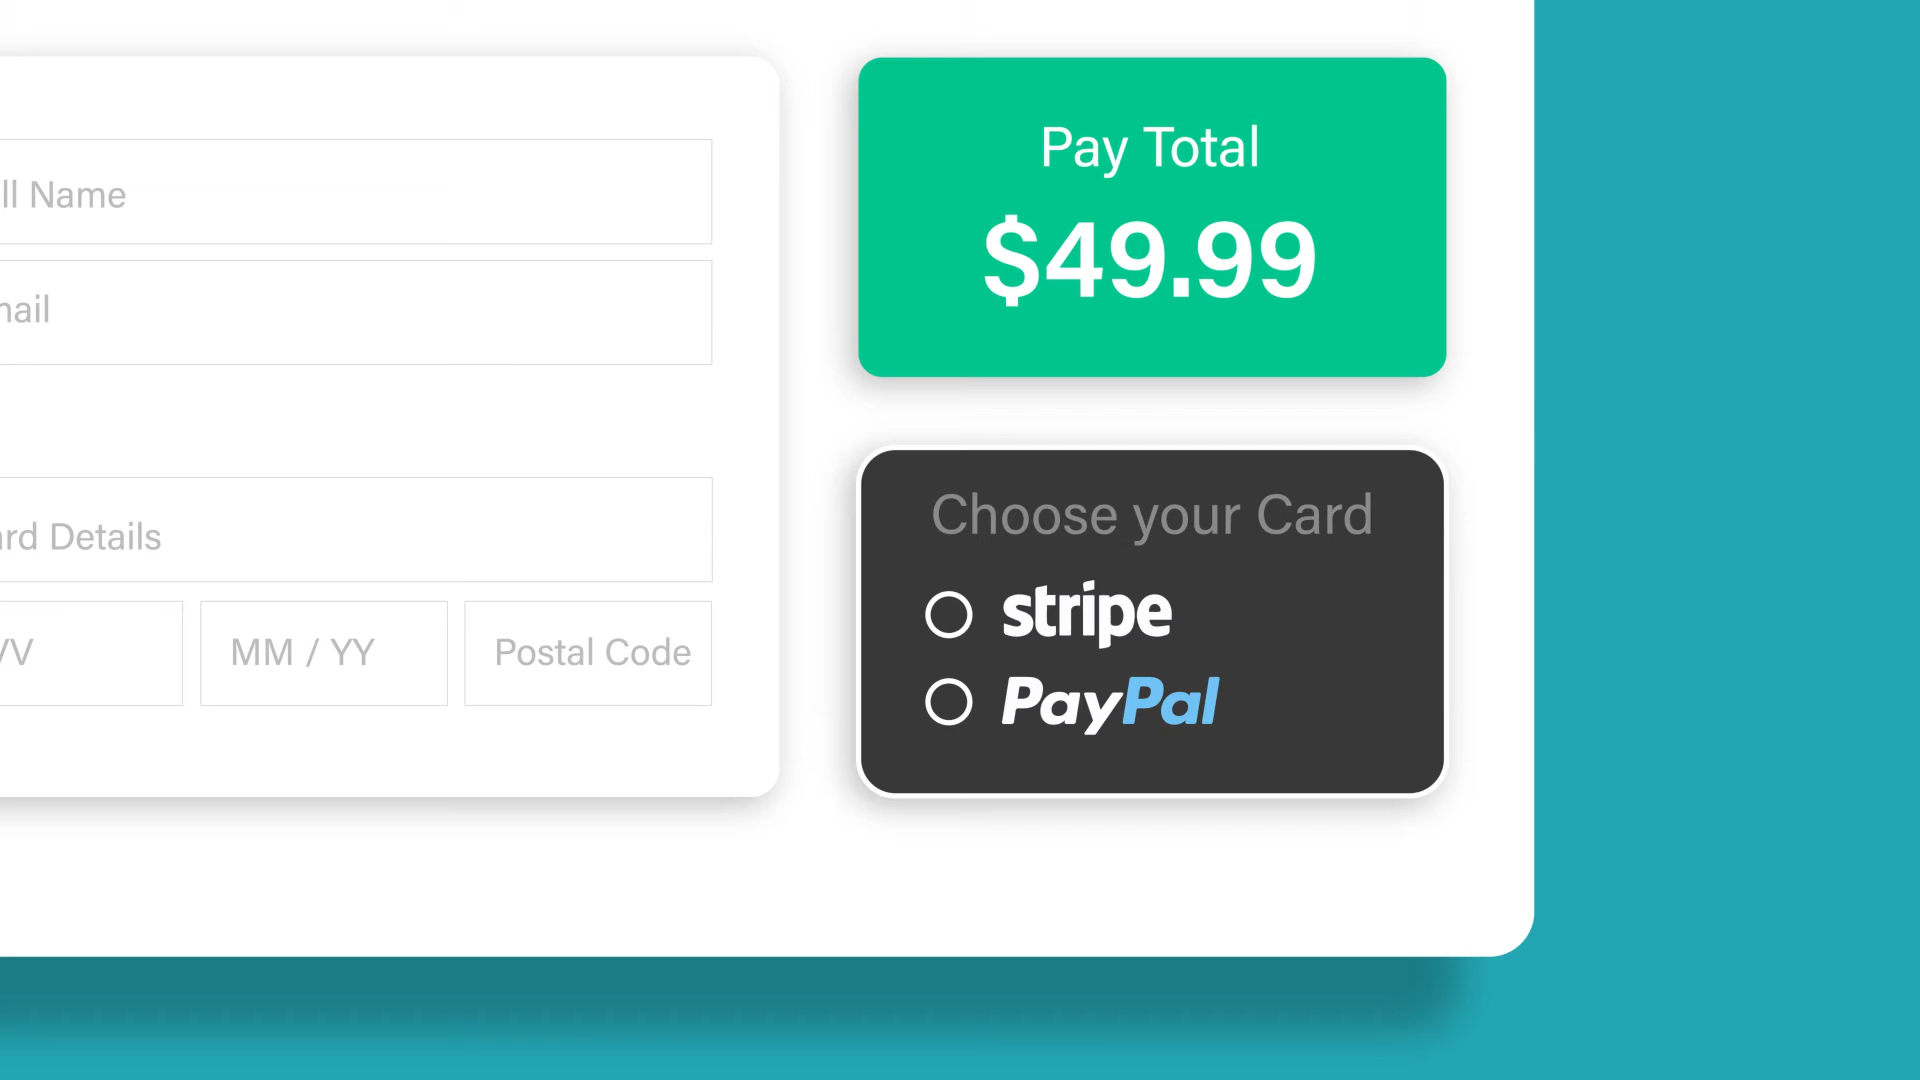 ll Name
nail
rd Details
VV
MM / YY
Postal Code
Pay Total
$49.99
Choose your Card
stripe
PayPal